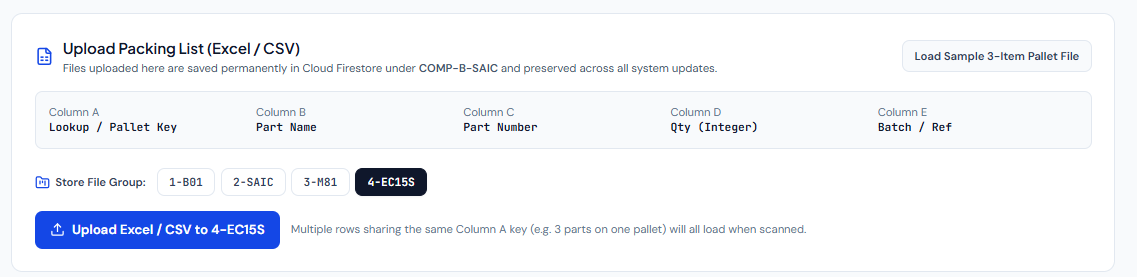 Upload Packing List (Excel / CSV)
Files uploaded here are saved permanently in Cloud Firestore under COMP-B-SAIC and preserved across all system updates.
Load Sample 3-Item Pallet File
Column A
Lookup / Pallet Key
Column B
Part Name
Column C
Part Number
Column D
Qty (Integer)
Column E
Batch / Ref
Store File Group:
1-B01
2-SAIC
3-M81
4-EC15S
Upload Excel / CSV to 4-EC15S
Multiple rows sharing the same Column A key (e.g. 3 parts on one pallet) will all load when scanned.